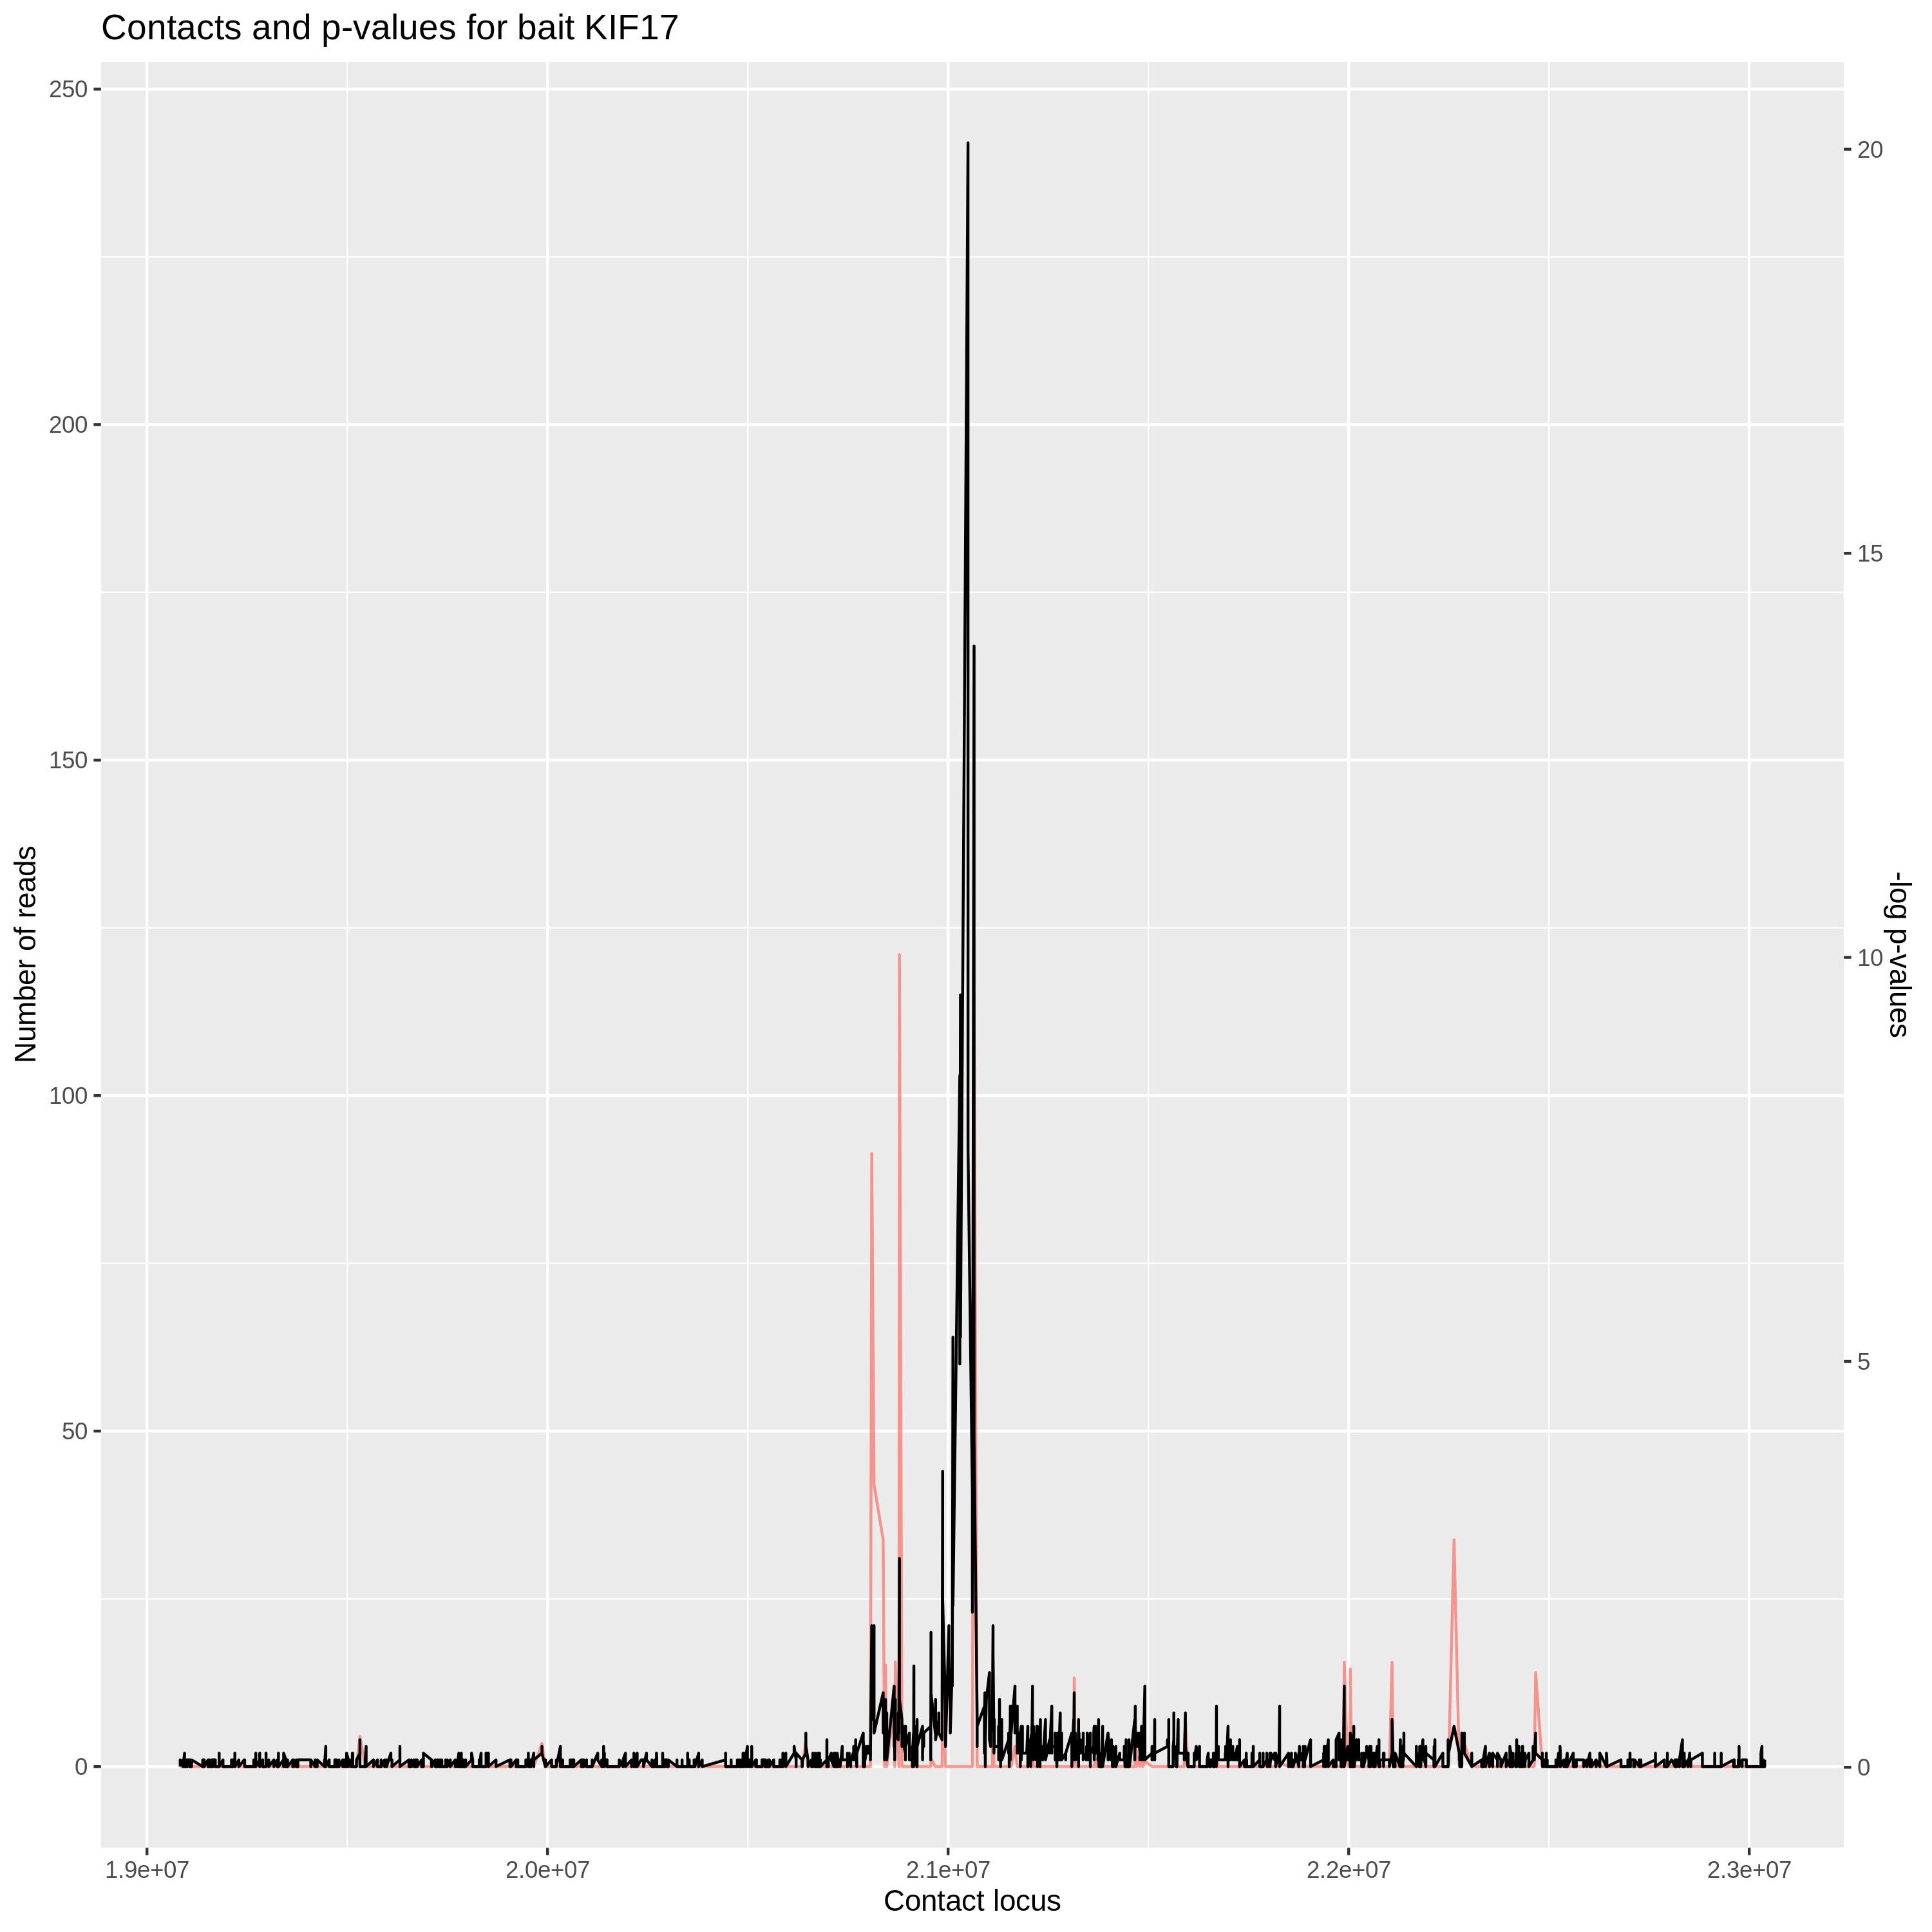 Contacts and p-values for bait KIF17
250
200
150
100
50
0
Number of reads
20
15
10
5
0
-log p-values
1.9e+07 2.0e+07 2.1e+07 2.2e+07 2.3e+07
Contact locus